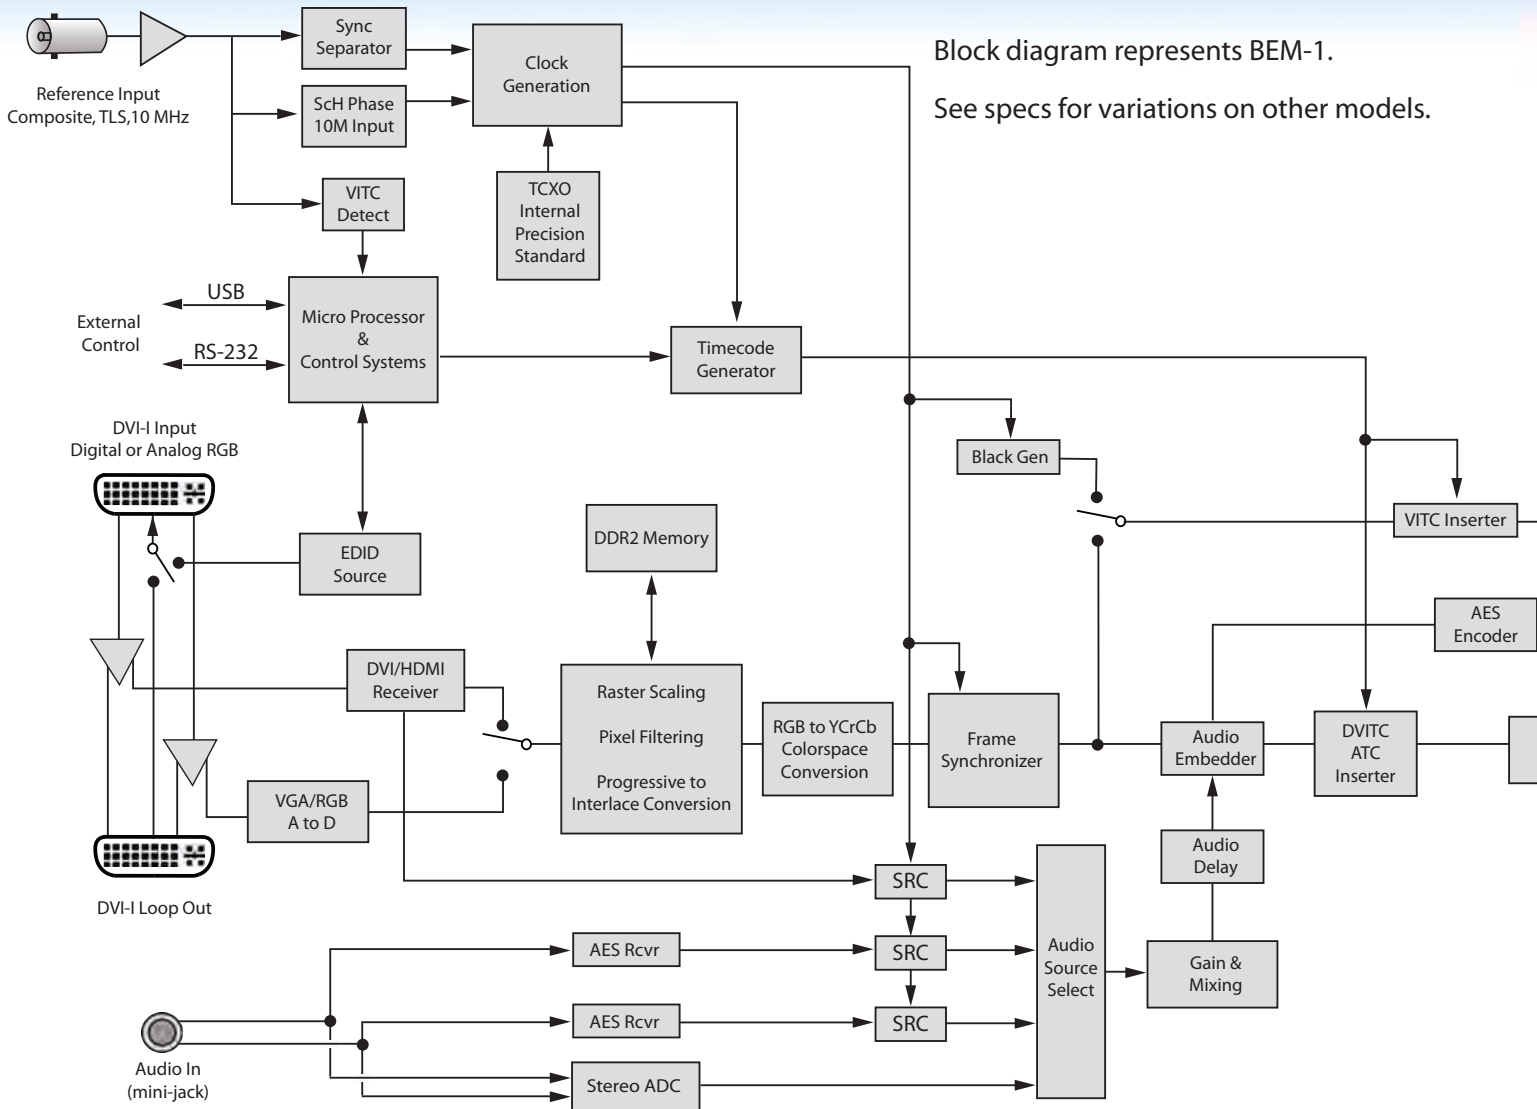 Block diagram represents BEM-1.
See specs for variations on other models.
Reference Input
Composite, TLS,10 MHz
Sync
Separator
ScH Phase
10M Input
Clock
Generation
VITC
Detect
TCXO
Internal
Precision
Standard
External
Control
USB
RS-232
Micro Processor
&
Control Systems
Timecode
Generator
DVI-I Input
Digital or Analog RGB
Black Gen
VITC Inserter
EDID
Source
DDR2 Memory
AES
Encoder
DVI/HDMI
Receiver
Raster Scaling
Pixel Filtering
Progressive to
Interlace Conversion
RGB to YCrCb
Colorspace
Conversion
Frame
Synchronizer
Audio
Embedder
DVITC
ATC
Inserter
VGA/RGB
A to D
DVI-I Loop Out
Audio
Delay
SRC
AES Rcvr
SRC
Audio
Source
Select
Gain &
Mixing
AES Rcvr
SRC
Audio In
(mini-jack)
Stereo ADC